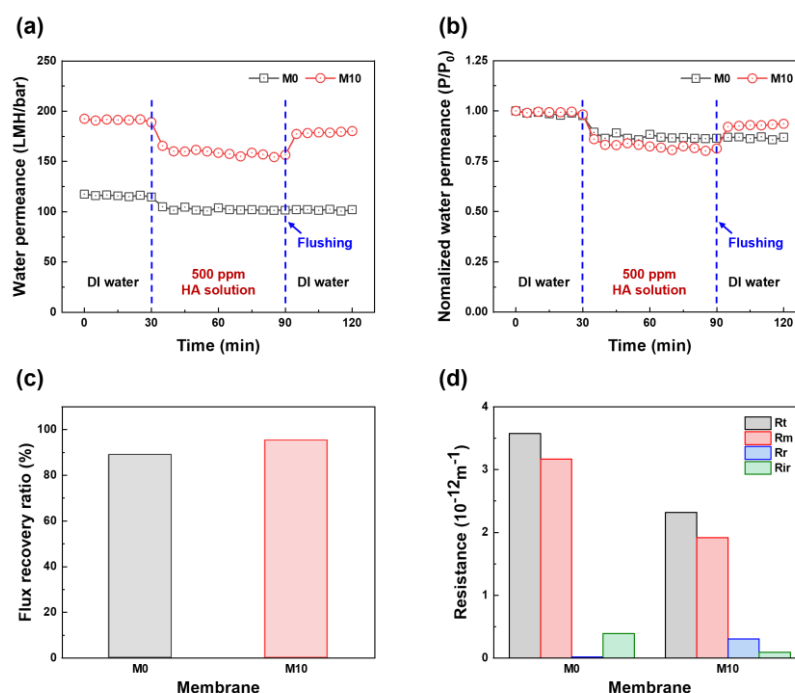 (a)
Water permeance (LMH/bar)
250
200
150
100
50
0
M0 M10
Flushing
DI water
500 ppm
HA solution
DI water
0 30 60 90 120
Time (min)
(b)
Nomalized water permeance (P/P0)
1.25
1.00
0.75
0.50
0.25
0.00
M0 M10
Flushing
DI water
500 ppm
HA solution
DI water
0 30 60 90 120
Time (min)
(c)
Flux recovery ratio (%)
100
80
60
40
20
0
M0 M10
Membrane
(d)
Resistance (10-12m-1)
4
3
2
1
0
Rt
Rm
Rr
Rir
M0 M10
Membrane